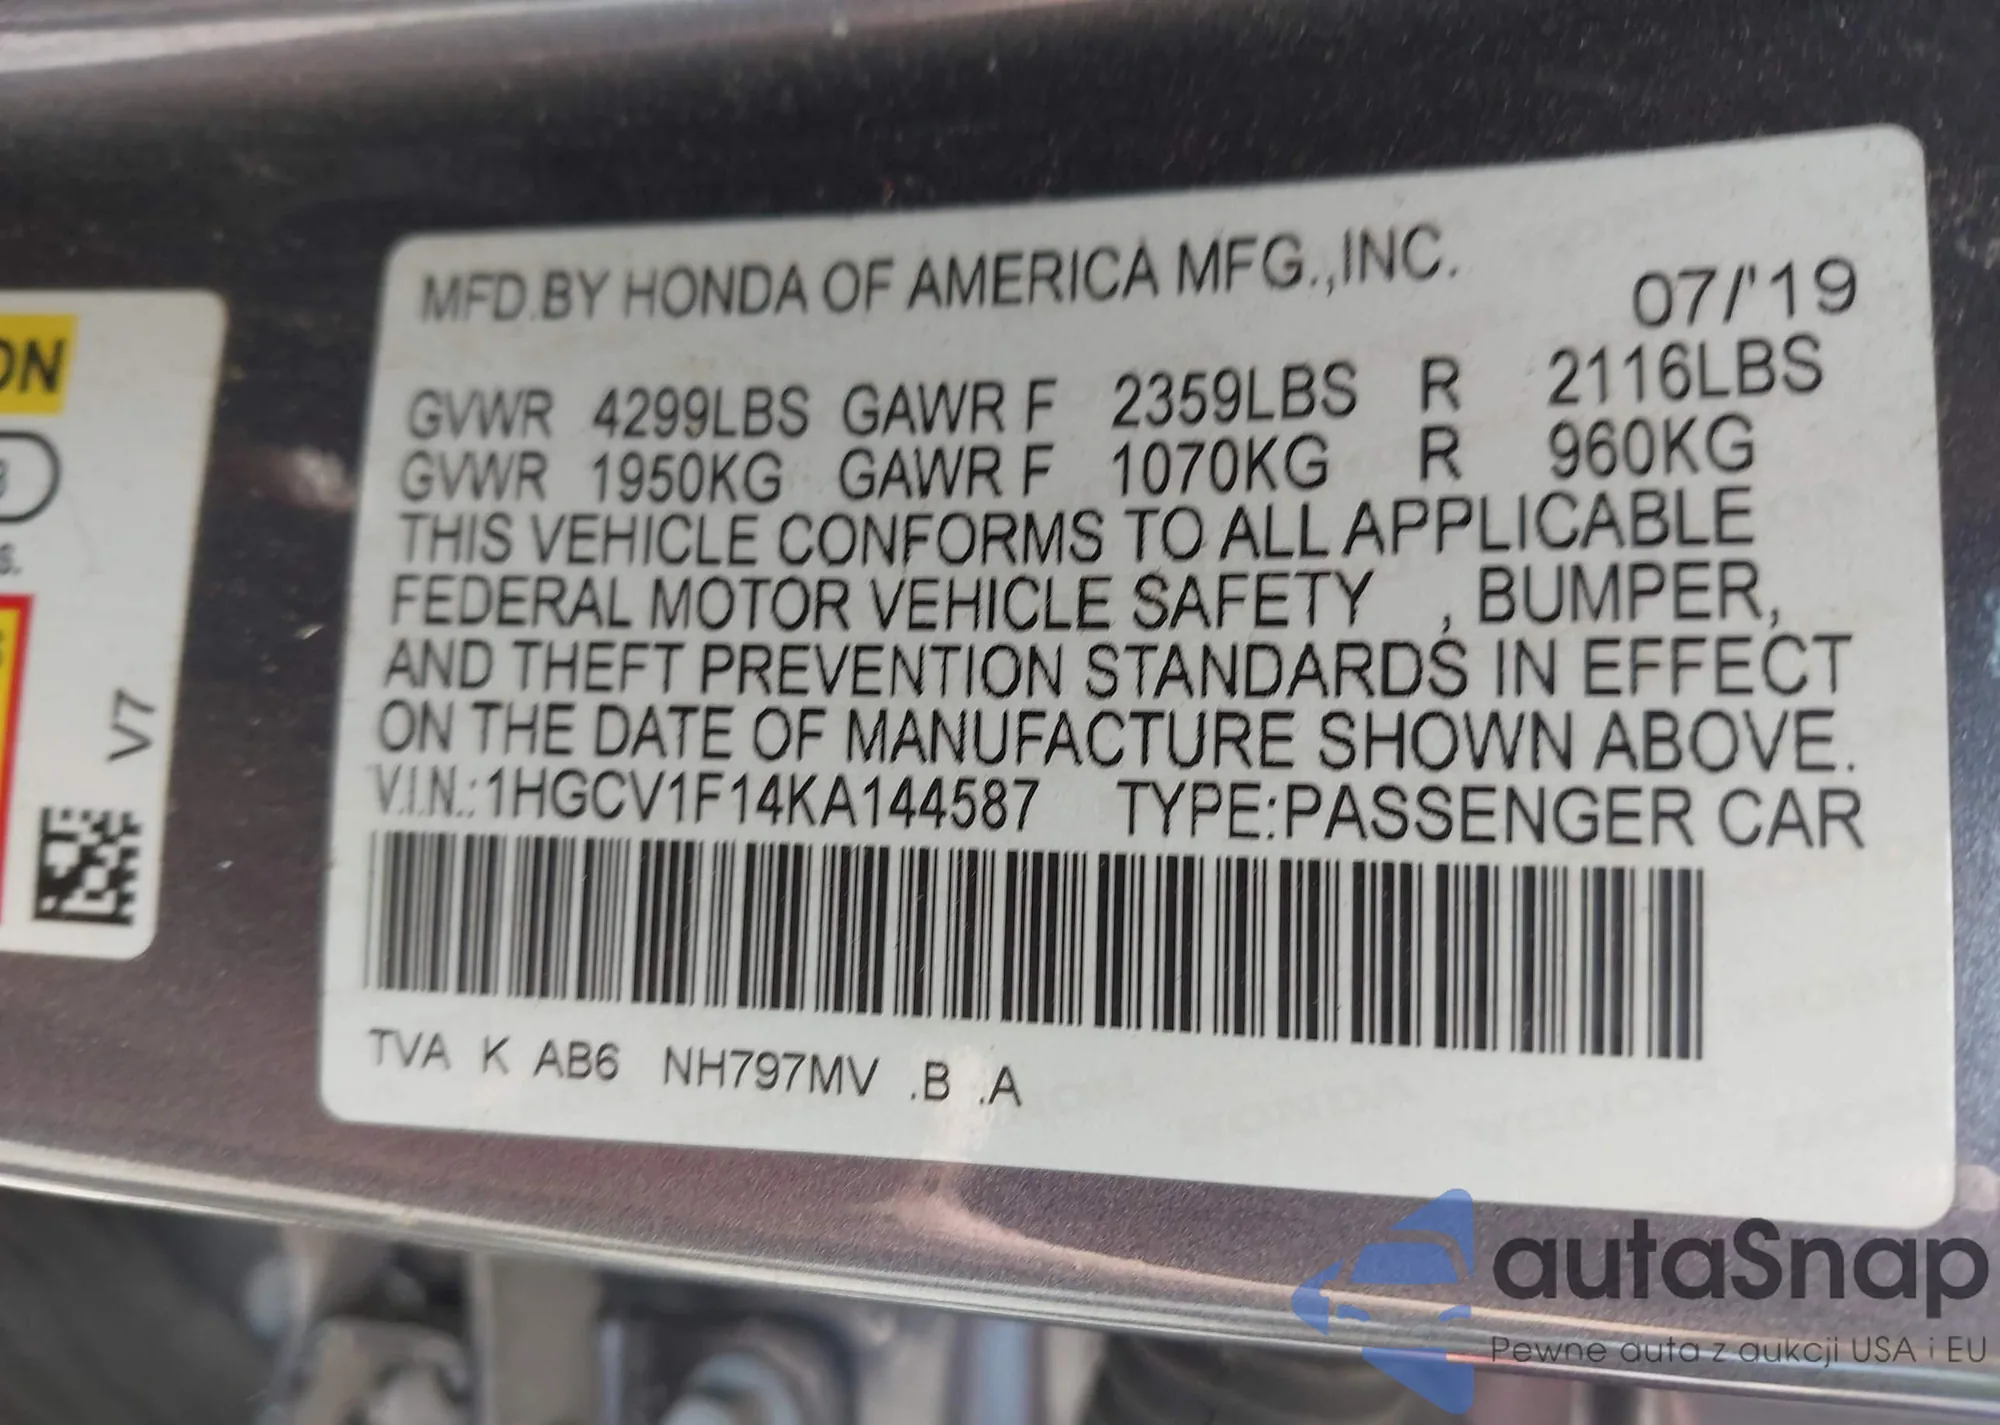 MFD.BY HONDA OF AMERICA MFG.,INC.
07/'19
GVWR 4299LBS GAWR F 2359LBS R 2116LBS
GVWR 1950KG GAWR F 1070KG R 960KG
THIS VEHICLE CONFORMS TO ALL APPLICABLE
FEDERAL MOTOR VEHICLE SAFETY , BUMPER,
AND THEFT PREVENTION STANDARDS IN EFFECT
ON THE DATE OF MANUFACTURE SHOWN ABOVE.
V.I.N.:1HGCV1F14KA144587 TYPE:PASSENGER CAR
TVA K AB6 NH797MV .B .A
V7
autaSnap
Pewne auta z aukcji USA i EU